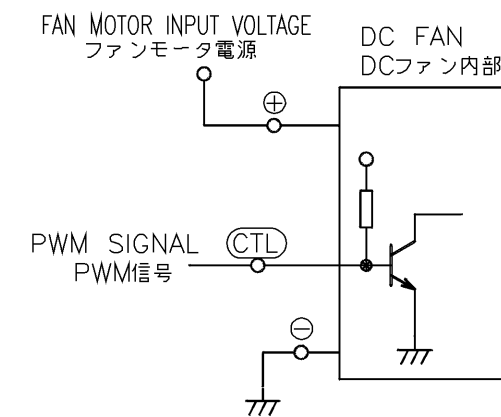 FAN MOTOR INPUT VOLTAGE
ファンモータ電源
DC FAN
DCファン内部
+
PWM SIGNAL
PWM信号
CTL
−